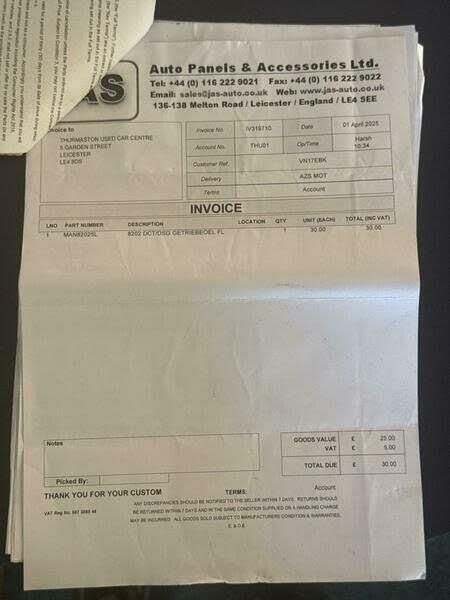 JAS
Auto Panels & Accessories Ltd.
Tel: +44 (0) 116 222 9021 Fax: +44 (0) 116 222 9022
Email: sales@jas-auto.co.uk Web: www.jas-auto.co.uk
136-138 Melton Road / Leicester / England / LE4 5EE
Invoice to
THURMASTON USED CAR CENTRE
5 GARDEN STREET
LEICESTER
LE4 8DS
Invoice No. IV319710 Date 01 April 2025
Account No. THU01 Op/Time Harsh 10:34
Customer Ref. VN17EBK
Delivery AZS MOT
Terms Account
INVOICE
LNO PART NUMBER DESCRIPTION LOCATION QTY UNIT (EACH) TOTAL (INC VAT)
1 MAN82025L 8202 DCT/DSG GETRIEBEOEL FL 1 30.00 30.00
Notes
Picked By:
GOODS VALUE £ 25.00
VAT £ 5.00
TOTAL DUE £ 30.00
THANK YOU FOR YOUR CUSTOM
TERMS: Account
ANY DISCREPANCIES SHOULD BE NOTIFIED TO THE SELLER WITHIN 7 DAYS. RETURNS SHOULD
BE RETURNED WITHIN 7 DAYS AND IN THE SAME CONDITION SUPPLIED OR A HANDLING CHARGE
MAY BE INCURRED. ALL GOODS SOLD SUBJECT TO MANUFACTURERS CONDITION & WARRANTIES.
E. & O.E
VAT Reg No.